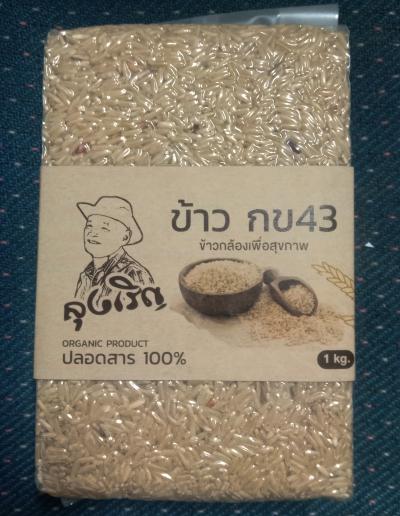 ข้าว กข43
ข้าวกล้องเพื่อสุขภาพ
ลุงเริญ
ORGANIC PRODUCT
ปลอดสาร 100%
1 kg.